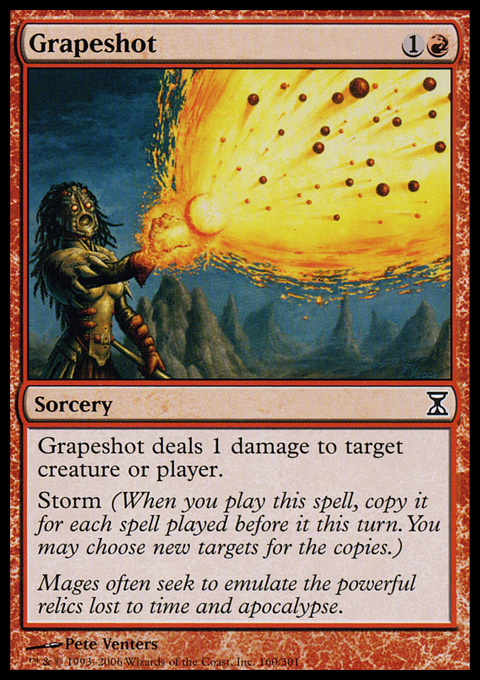 Grapeshot
1
Sorcery
Grapeshot deals 1 damage to target
creature or player.
Storm (When you play this spell, copy it
for each spell played before it this turn. You
may choose new targets for the copies.)
Mages often seek to emulate the powerful
relics lost to time and apocalypse.
Pete Venters
™ & © 1993-2006 Wizards of the Coast, Inc. 160/301